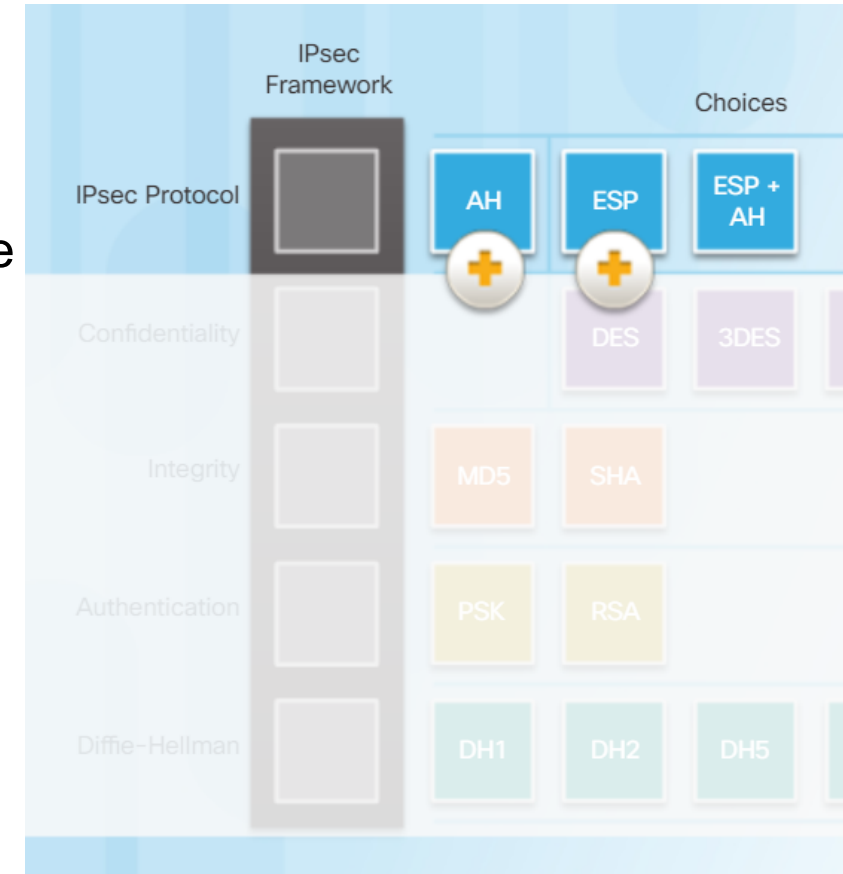 IPsec
Framework
Choices
IPsec Protocol
AH
ESP
ESP +
AH
e
Confidentiality
DES
3DES
Integrity
MD5
SHA
Authentication
PSK
RSA
Diffie-Hellman
DH1
DH2
DH5